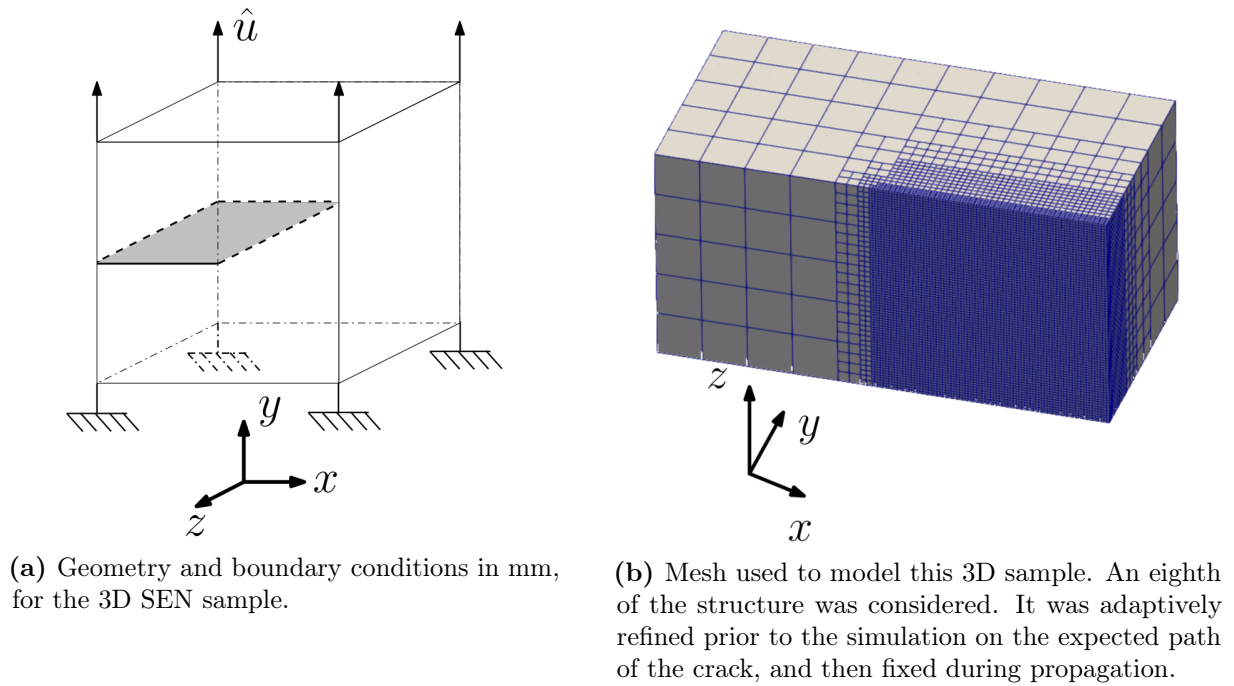 û
y
x
z
z
y
x
(a) Geometry and boundary conditions in mm,
for the 3D SEN sample.
(b) Mesh used to model this 3D sample. An eighth
of the structure was considered. It was adaptively
refined prior to the simulation on the expected path
of the crack, and then fixed during propagation.